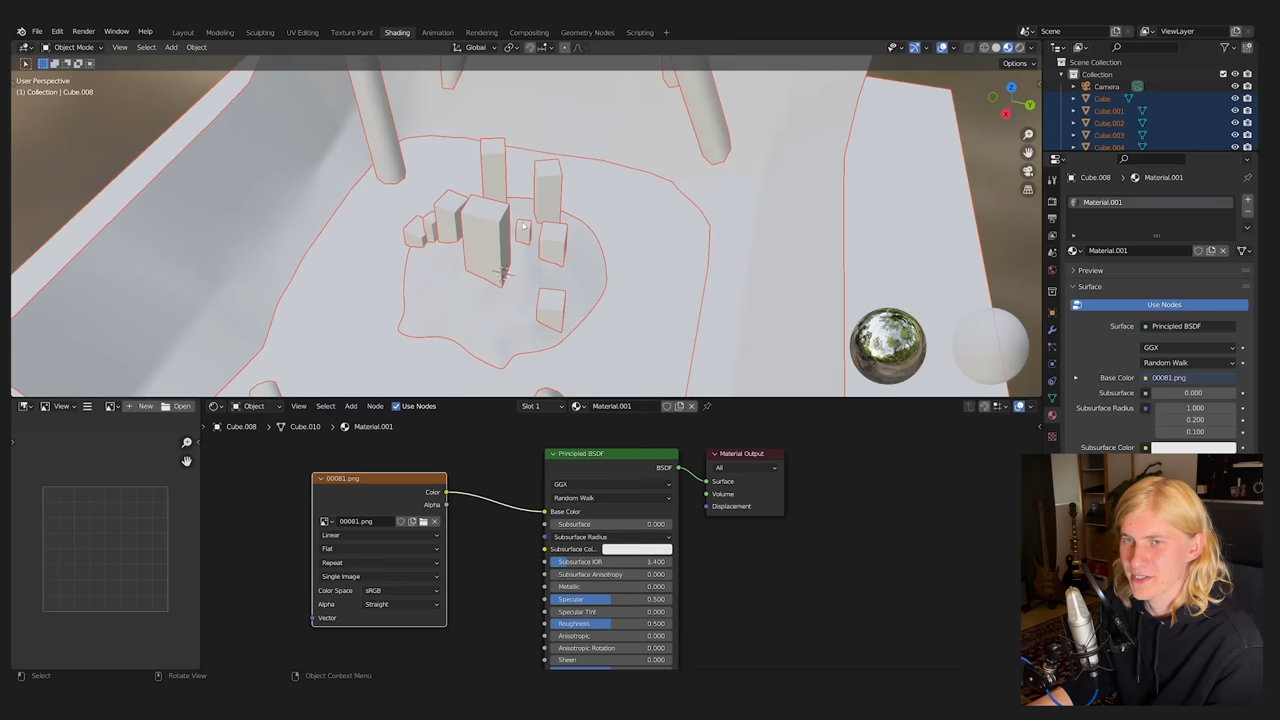 File Edit Render Window Help Layout Modeling Sculpting UV Editing Texture Paint Shading Animation Rendering Compositing Geometry Nodes Scripting + Scene ViewLayer
Object Mode View Select Add Object Global
Options
User Perspective
(1) Collection | Cube.008
Scene Collection
Collection
Camera
Cube
Cube.001
Cube.002
Cube.003
Cube.004
Cube.008 Material.001
Material.001
Material.001
Preview
Surface
Use Nodes
Surface Principled BSDF
GGX
Random Walk
Base Color 00081.png
Subsurface 0.000
Subsurface Radius 1.000
0.200
0.100
Subsurface Color
View New Open Object View Select Add Node Use Nodes Slot 1 Material.001
Cube.008 Cube.010 Material.001
00081.png
Color
Alpha
00081.png
Linear
Flat
Repeat
Single Image
Color Space sRGB
Alpha Straight
Vector
Principled BSDF
BSDF
GGX
Random Walk
Base Color
Subsurface 0.000
Subsurface Radius
Subsurface Col...
Subsurface IOR 1.400
Subsurface Anisotropy 0.000
Metallic 0.000
Specular 0.500
Specular Tint 0.000
Roughness 0.500
Anisotropic 0.000
Anisotropic Rotation 0.000
Sheen 0.000
Material Output
All
Surface
Volume
Displacement
Select Rotate View Object Context Menu